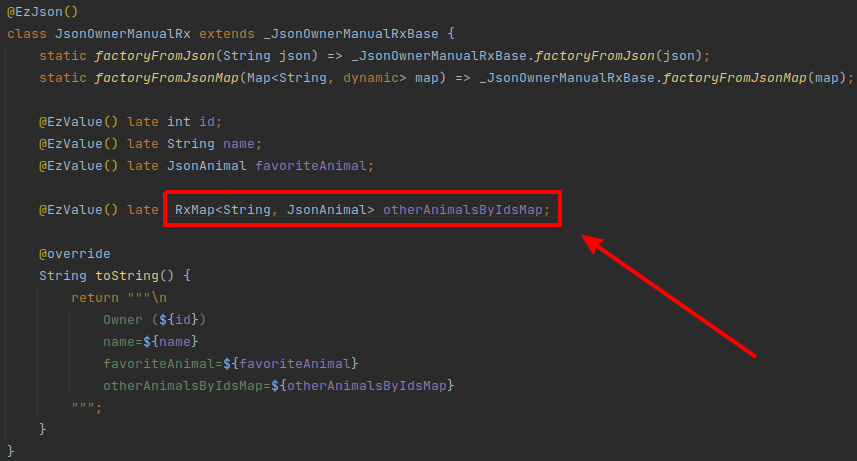 @EzJson()
class JsonOwnerManualRx extends _JsonOwnerManualRxBase {
    static factoryFromJson(String json) => _JsonOwnerManualRxBase.factoryFromJson(json);
    static factoryFromJsonMap(Map<String, dynamic> map) => _JsonOwnerManualRxBase.factoryFromJsonMap(map);
    @EzValue() late int id;
    @EzValue() late String name;
    @EzValue() late JsonAnimal favoriteAnimal;
    @EzValue() late  RxMap<String, JsonAnimal> otherAnimalsByIdsMap;
    @override
    String toString() {
        return """\n
            Owner (${id})
            name=${name}
            favoriteAnimal=${favoriteAnimal}
            otherAnimalsByIdsMap=${otherAnimalsByIdsMap}
        """;
    }
}